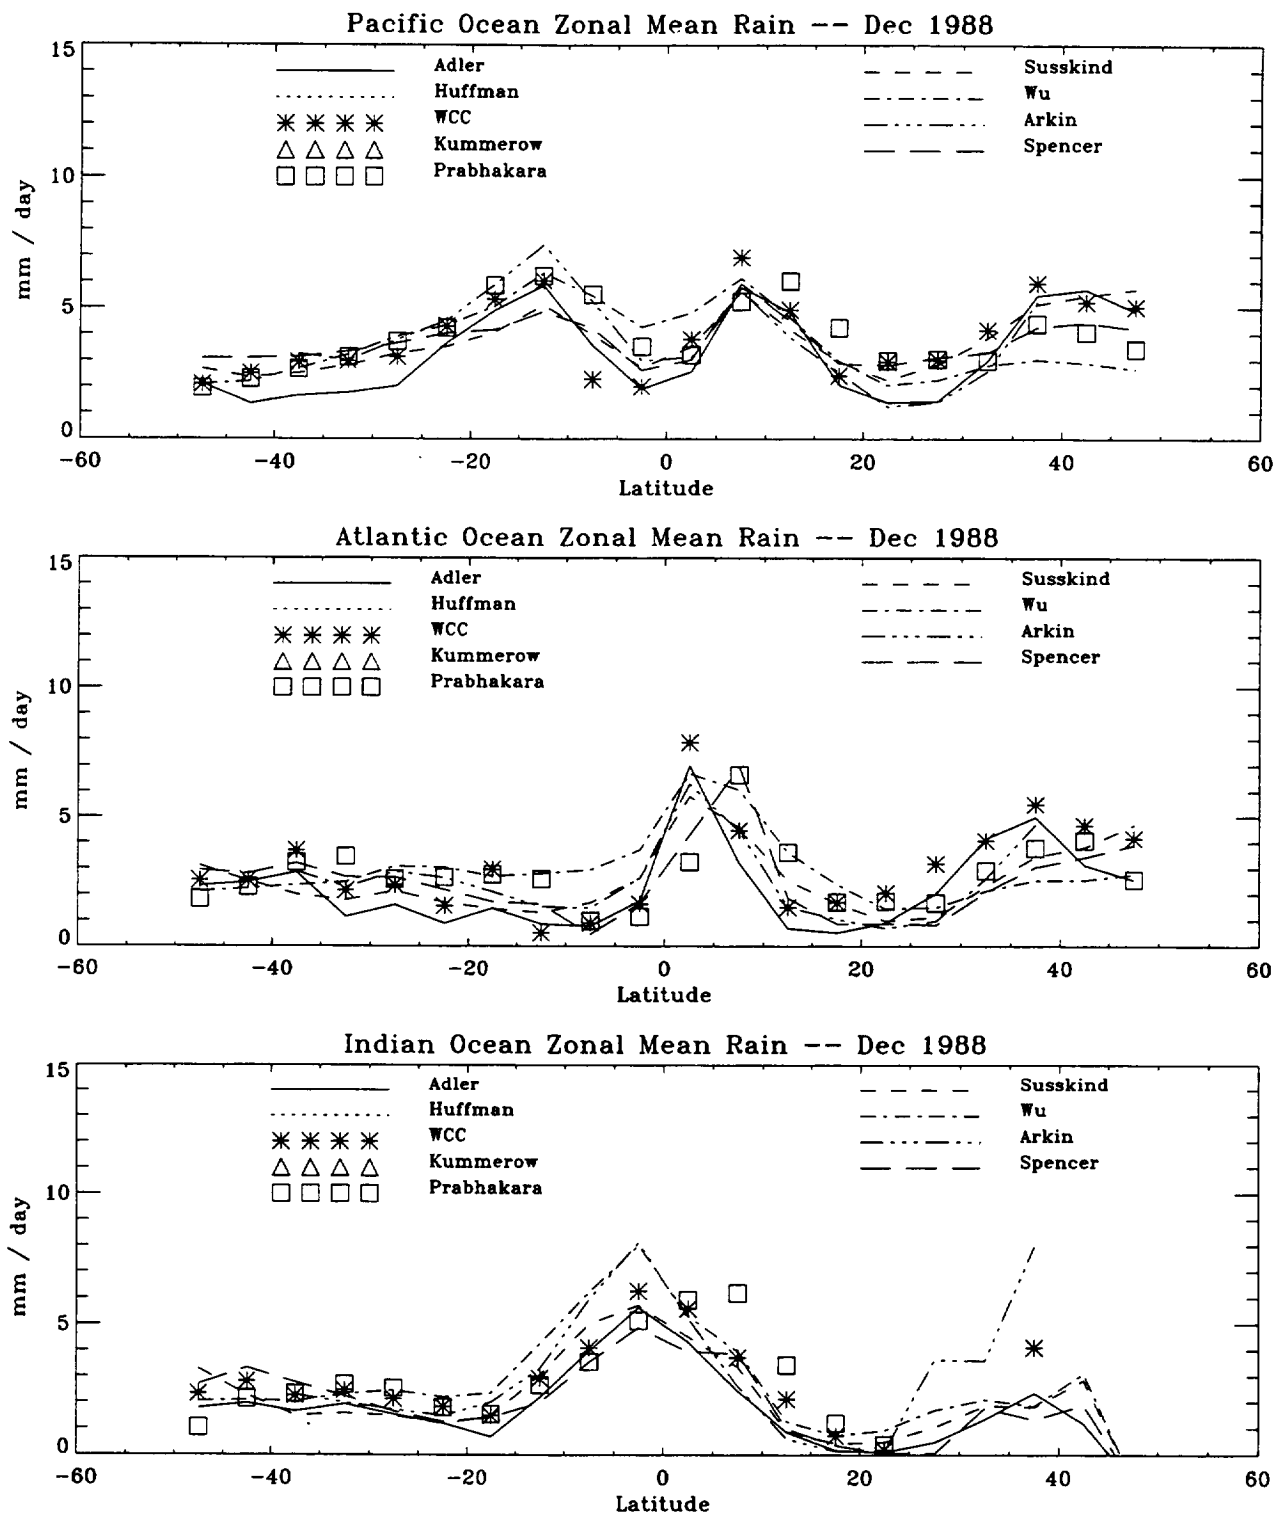 Pacific Ocean Zonal Mean Rain -- Dec 1988
15
10
5
0
mm / day
Adler
Huffman
WCC
Kummerow
Prabhakara
Susskind
Wu
Arkin
Spencer
-60 -40 -20 0 20 40 60
Latitude
Atlantic Ocean Zonal Mean Rain -- Dec 1988
15
10
5
0
mm / day
Adler
Huffman
WCC
Kummerow
Prabhakara
Susskind
Wu
Arkin
Spencer
-60 -40 -20 0 20 40 60
Latitude
Indian Ocean Zonal Mean Rain -- Dec 1988
15
10
5
0
mm / day
Adler
Huffman
WCC
Kummerow
Prabhakara
Susskind
Wu
Arkin
Spencer
-60 -40 -20 0 20 40 60
Latitude